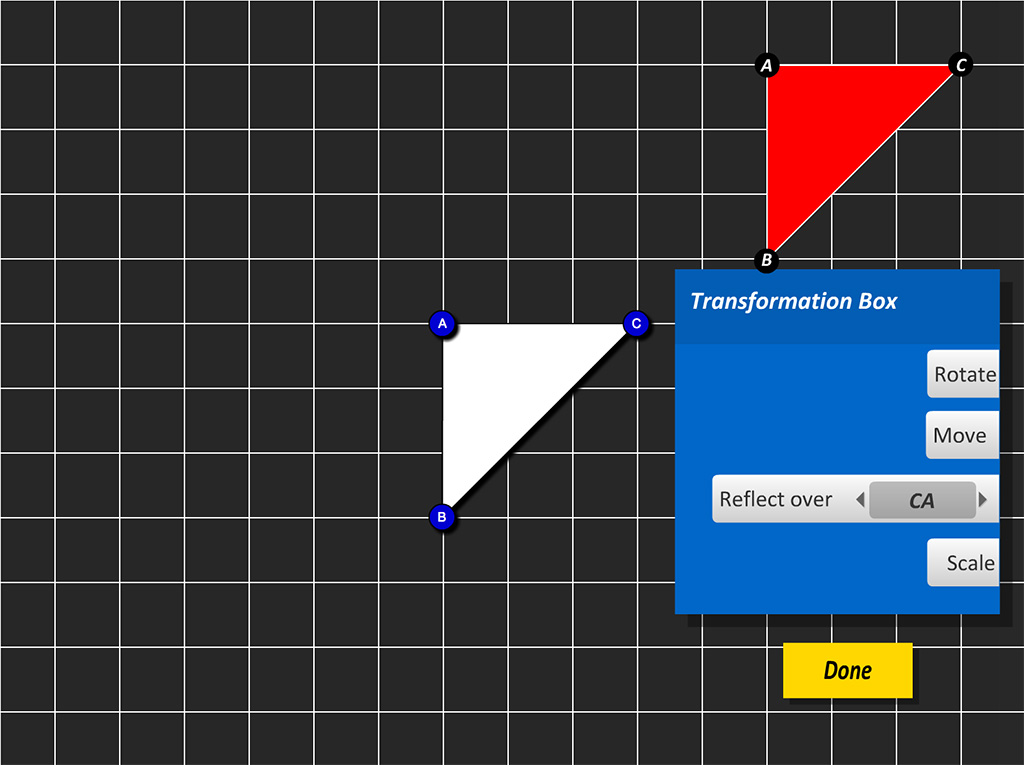 A
C
B
A
C
B
Transformation Box
Rotate
Move
Reflect over CA
Scale
Done